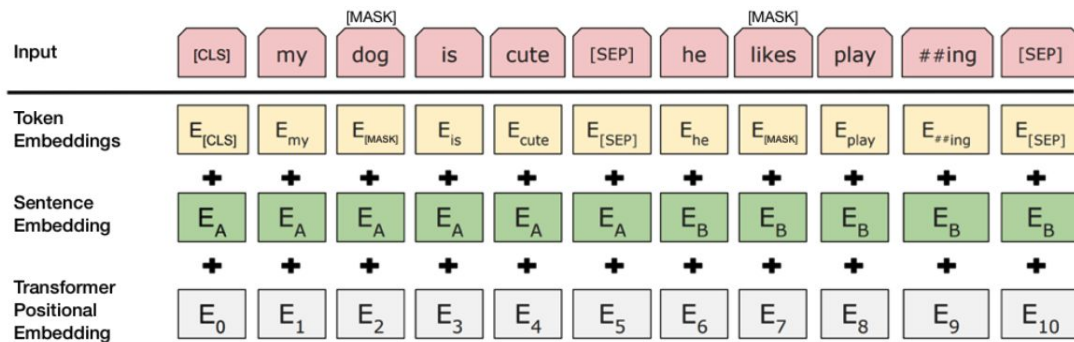 [MASK] [MASK]
Input [CLS] my dog is cute [SEP] he likes play ##ing [SEP]
Token
Embeddings
E[CLS] Emy E[MASK] Eis Ecute E[SEP] Ehe E[MASK] Eplay E##ing E[SEP]
+ + + + + + + + + + +
Sentence
Embedding
EA EA EA EA EA EA EB EB EB EB EB
+ + + + + + + + + + +
Transformer
Positional
Embedding
E0 E1 E2 E3 E4 E5 E6 E7 E8 E9 E10